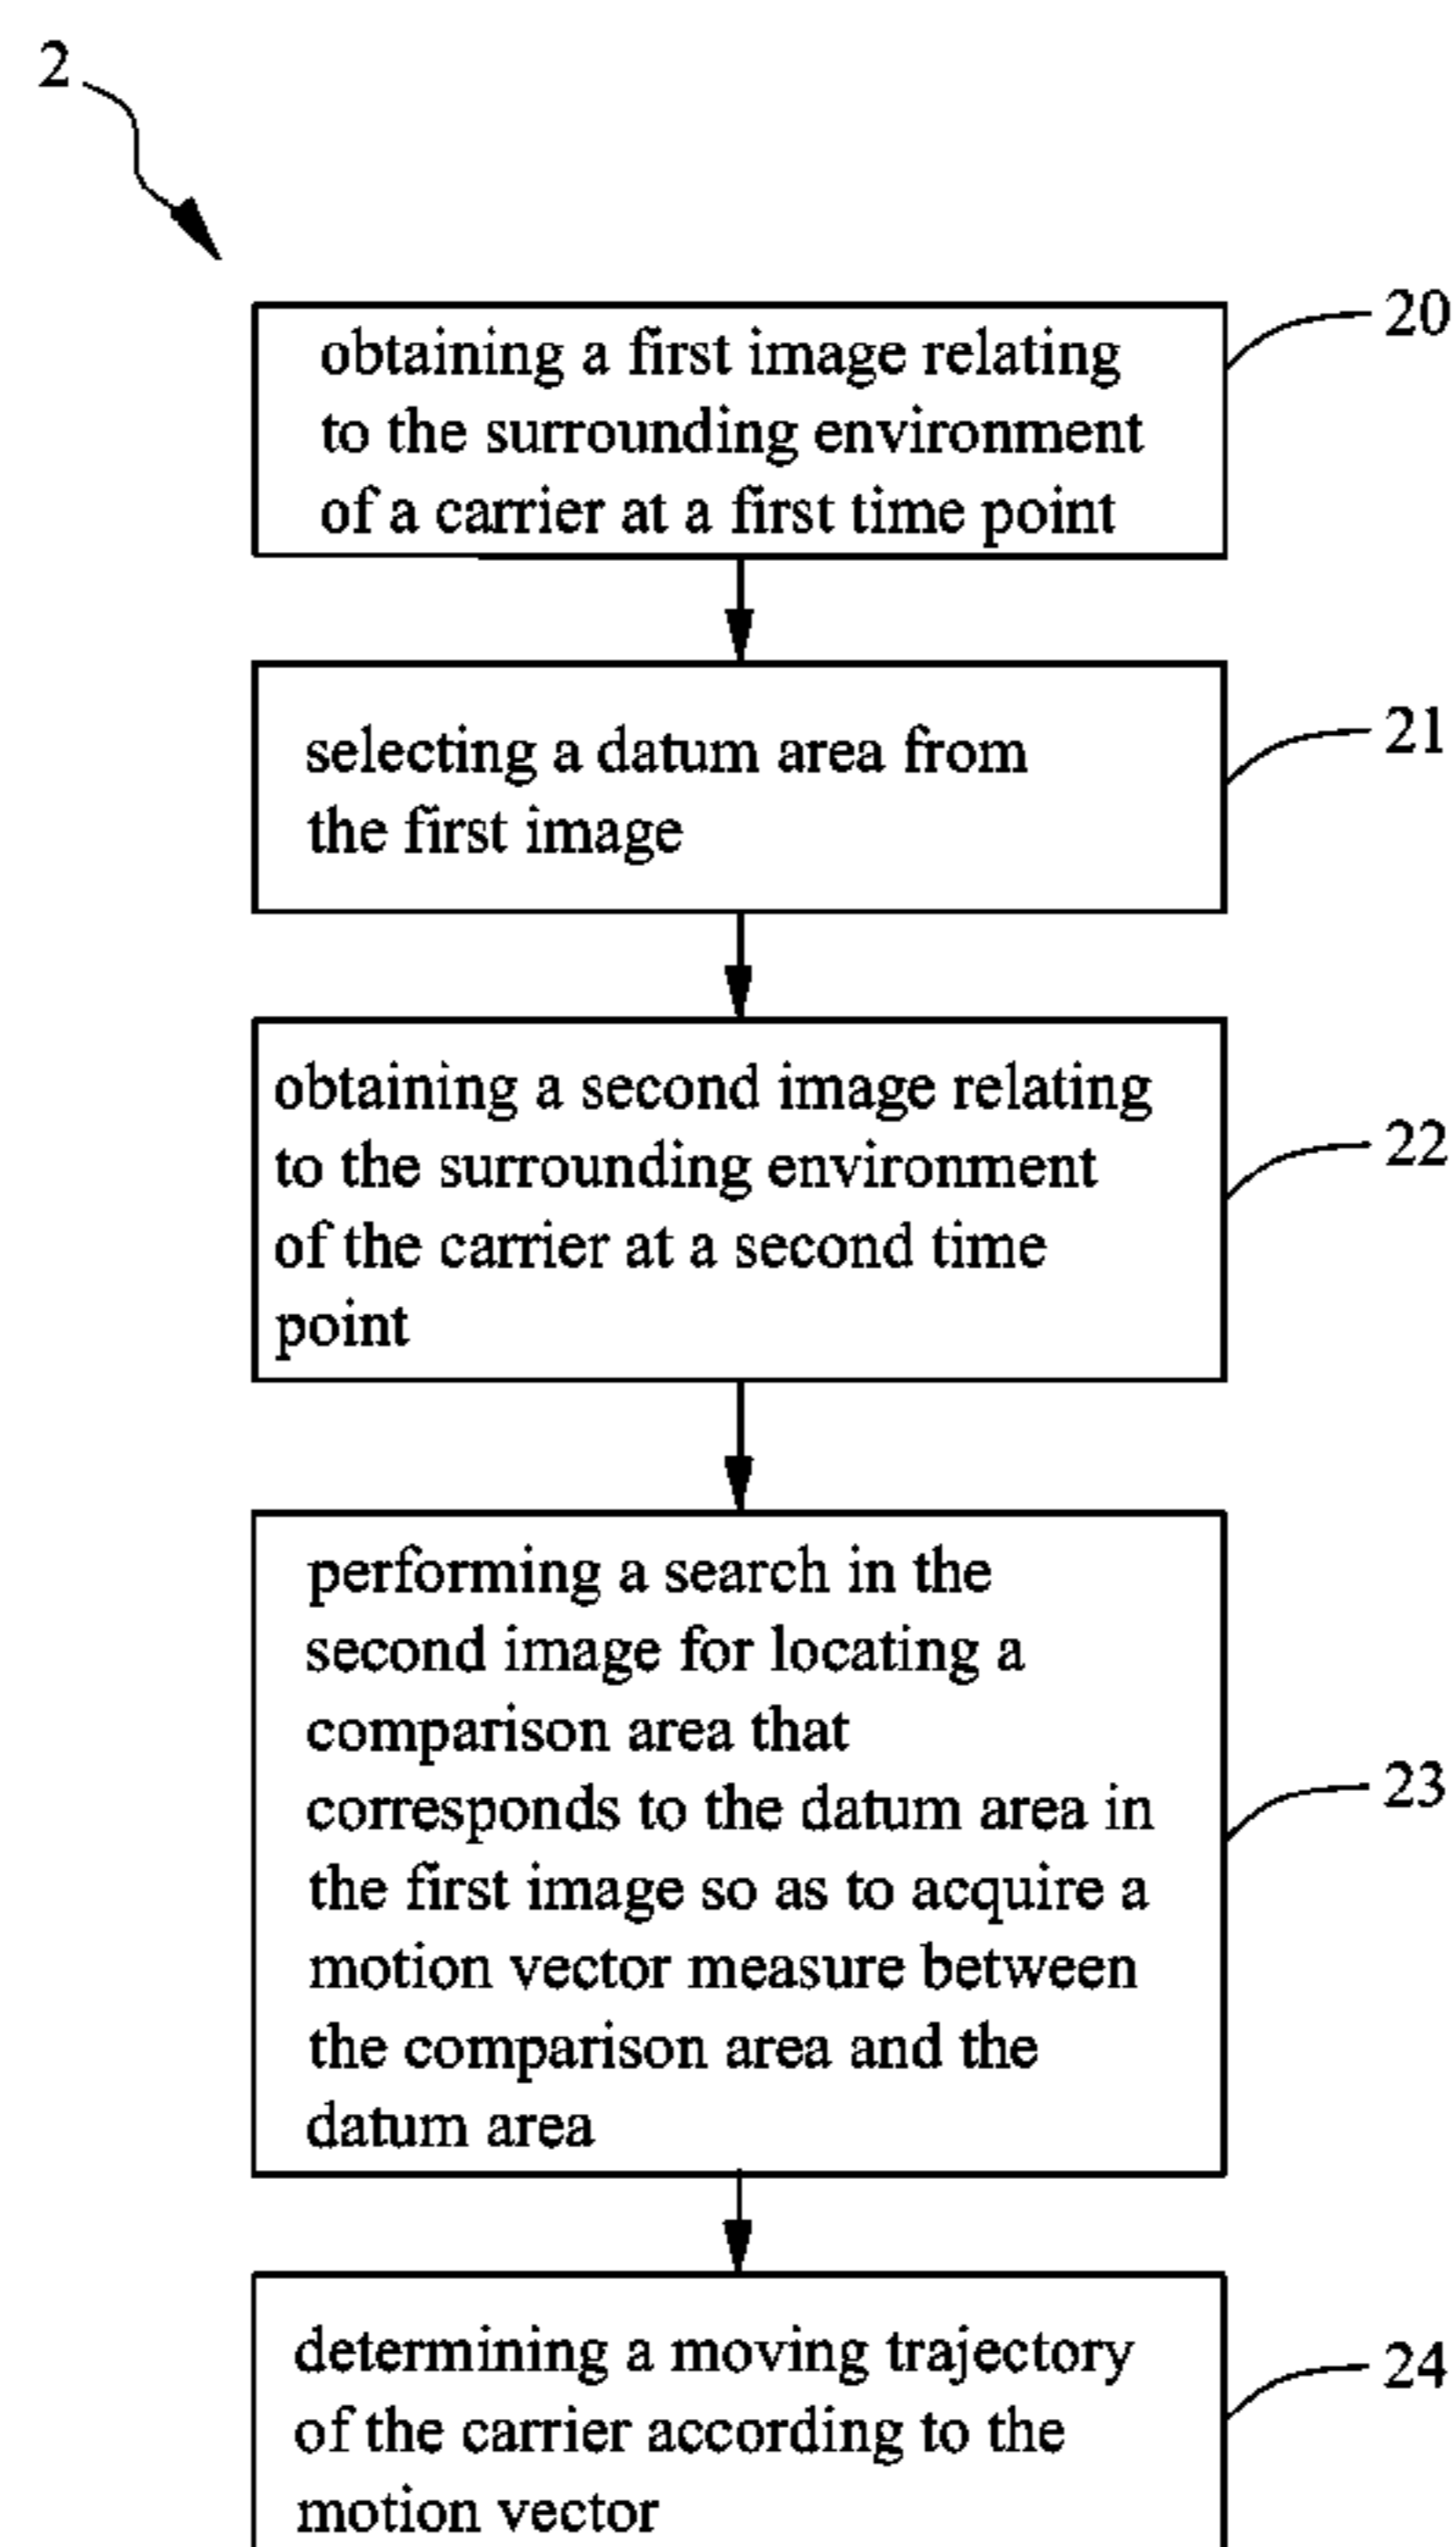 2
obtaining a first image relating
to the surrounding environment
of a carrier at a first time point
20
selecting a datum area from
the first image
21
obtaining a second image relating
to the surrounding environment
of the carrier at a second time
point
22
performing a search in the
second image for locating a
comparison area that
corresponds to the datum area in
the first image so as to acquire a
motion vector measure between
the comparison area and the
datum area
23
determining a moving trajectory
of the carrier according to the
motion vector
24